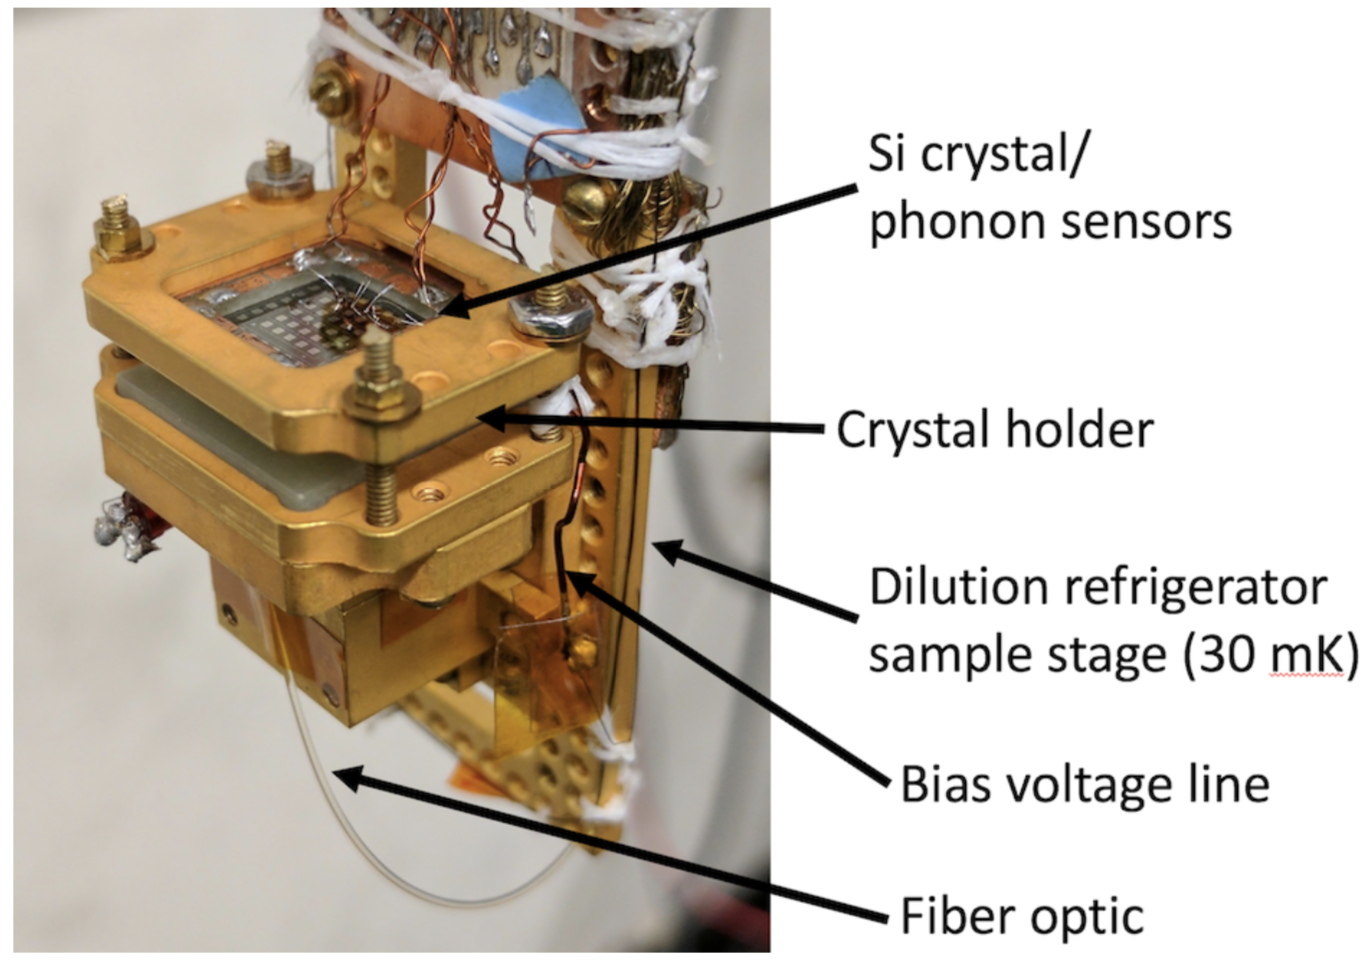 Si crystal/
phonon sensors
Crystal holder
Dilution refrigerator
sample stage (30 mK)
Bias voltage line
Fiber optic